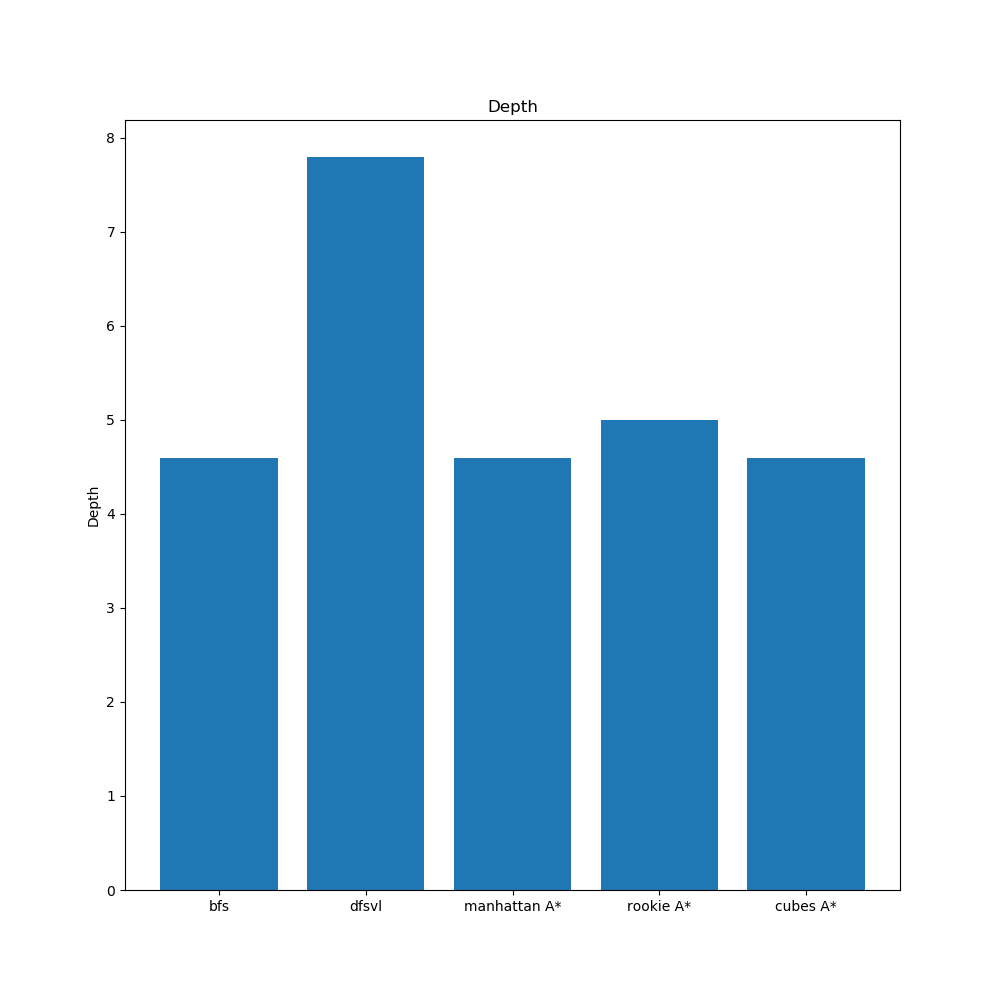 Depth
8
7
6
5
4
3
2
1
0
Depth
bfs
dfsvl
manhattan A*
rookie A*
cubes A*